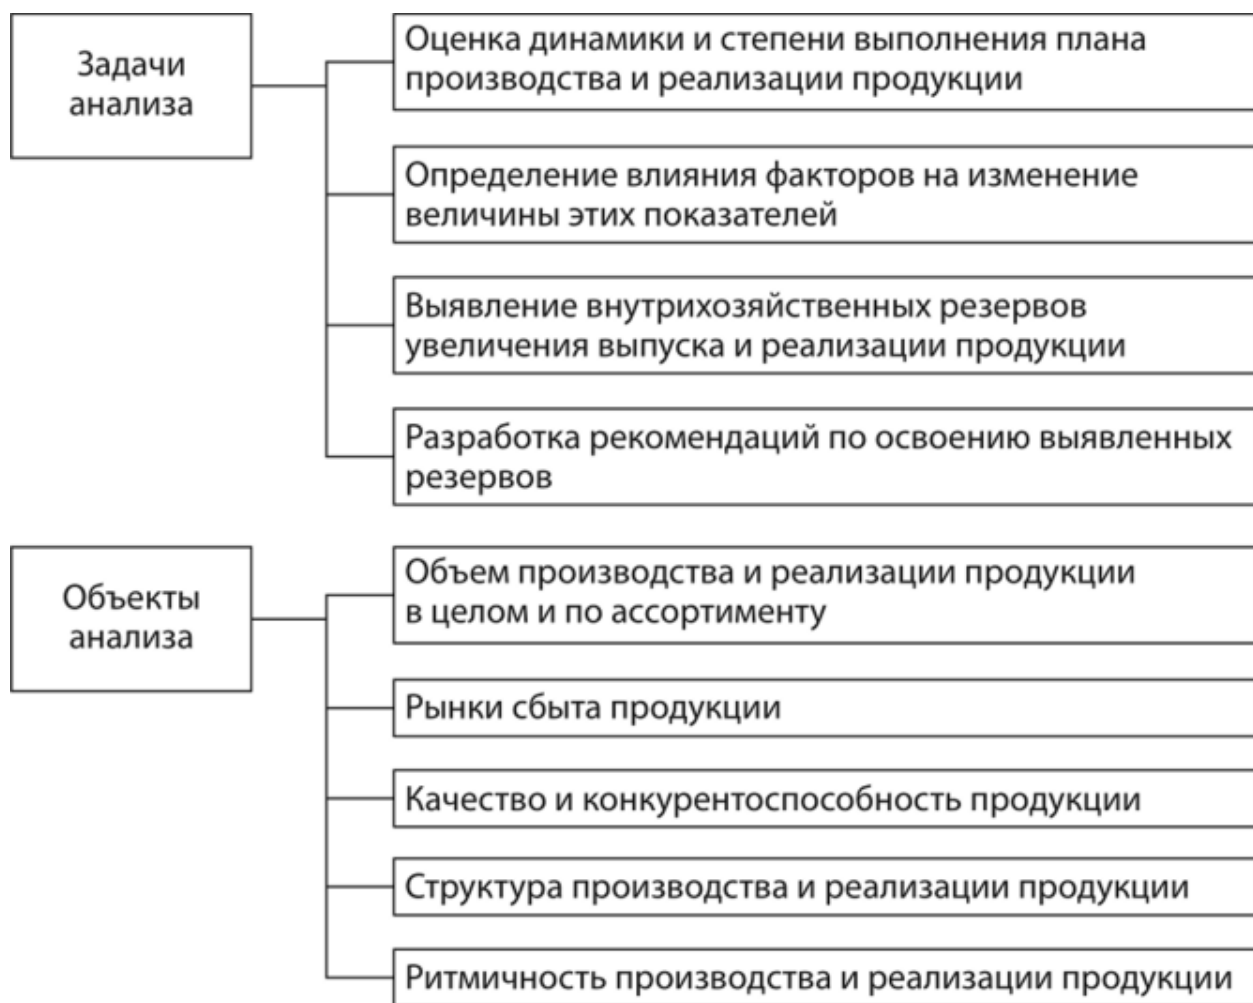 Задачи
анализа
Оценка динамики и степени выполнения плана
производства и реализации продукции
Определение влияния факторов на изменение
величины этих показателей
Выявление внутрихозяйственных резервов
увеличения выпуска и реализации продукции
Разработка рекомендаций по освоению выявленных
резервов
Объекты
анализа
Объем производства и реализации продукции
в целом и по ассортименту
Рынки сбыта продукции
Качество и конкурентоспособность продукции
Структура производства и реализации продукции
Ритмичность производства и реализации продукции